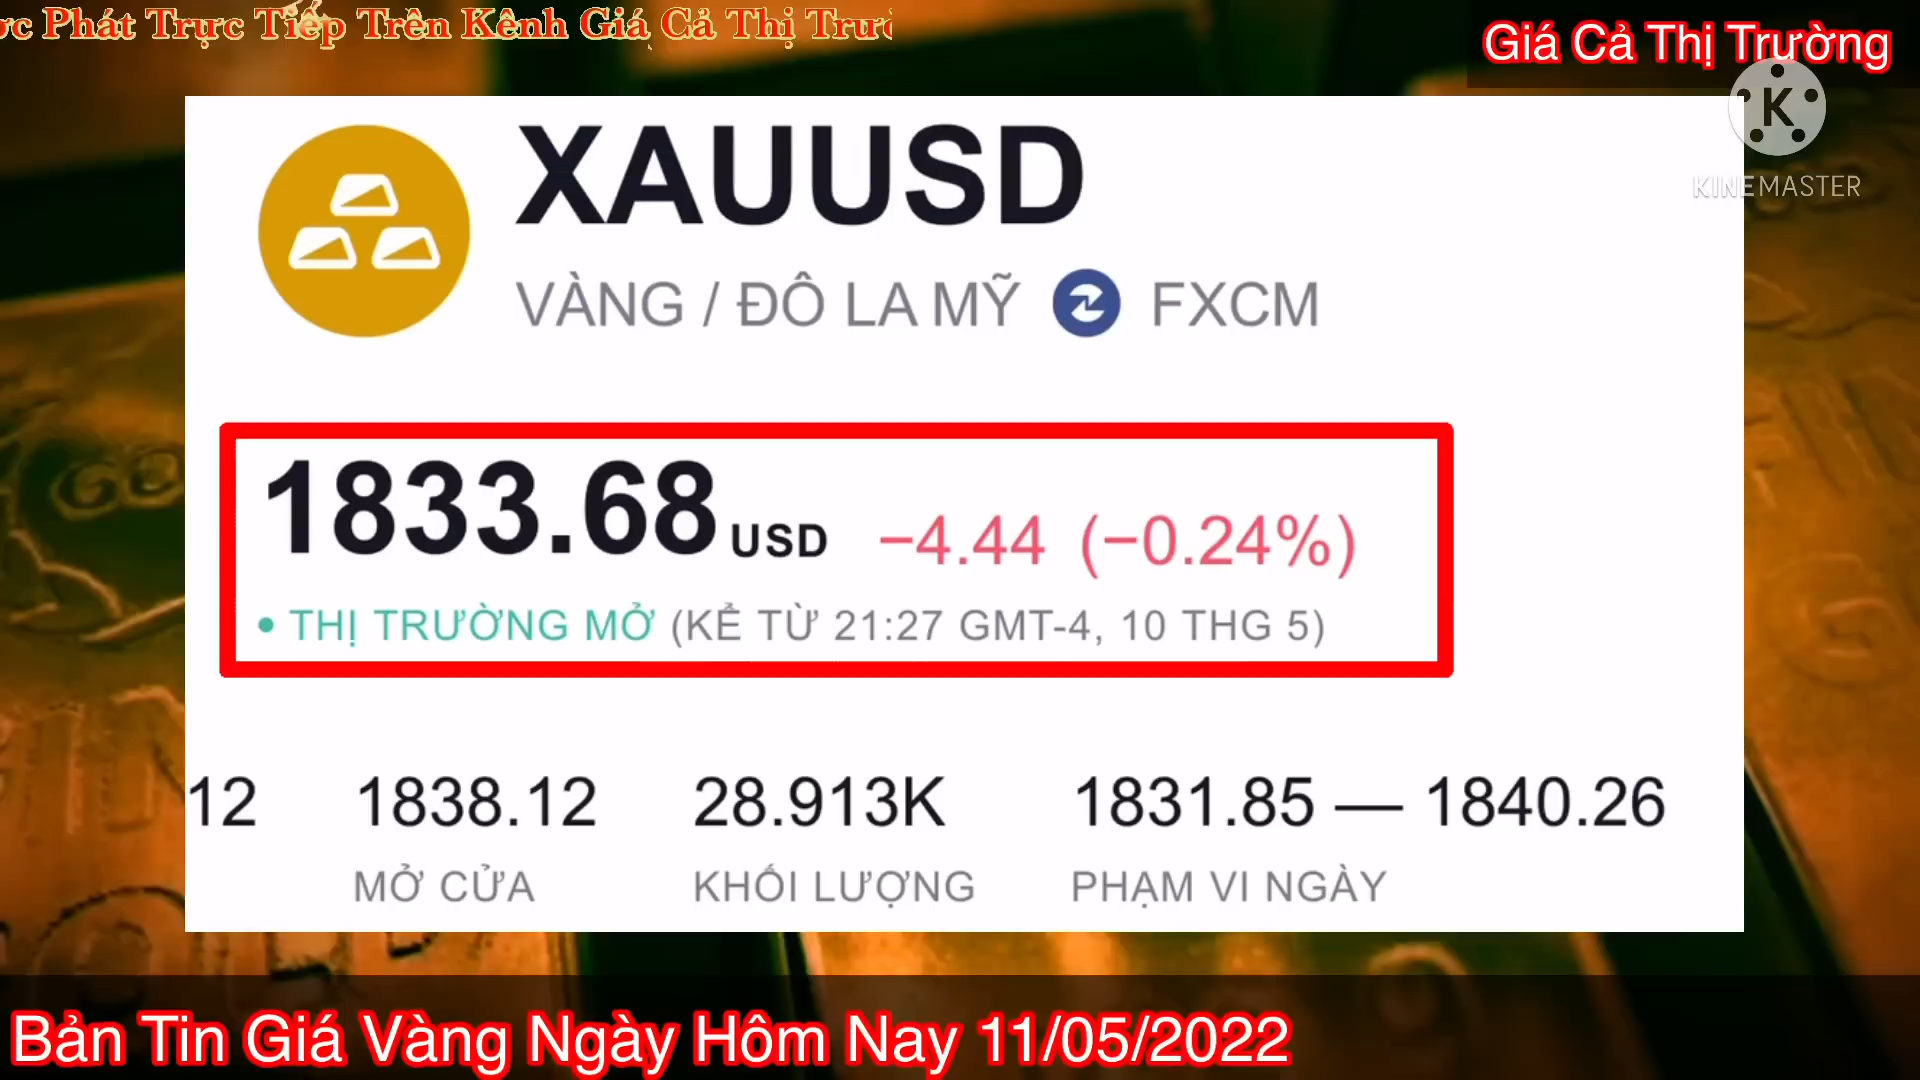 Phát Trực Tiếp Trên Kênh Giá Cả Thị
Giá Cả Thị Trường
K
KINEMASTER
XAUUSD
VÀNG / ĐÔ LA MỸ FXCM
1833.68 USD −4.44 (−0.24%)
• THỊ TRƯỜNG MỞ (KỂ TỪ 21:27 GMT-4, 10 THG 5)
12 1838.12 28.913K 1831.85 — 1840.26
MỞ CỬA KHỐI LƯỢNG PHẠM VI NGÀY
Bản Tin Giá Vàng Ngày Hôm Nay 11/05/2022